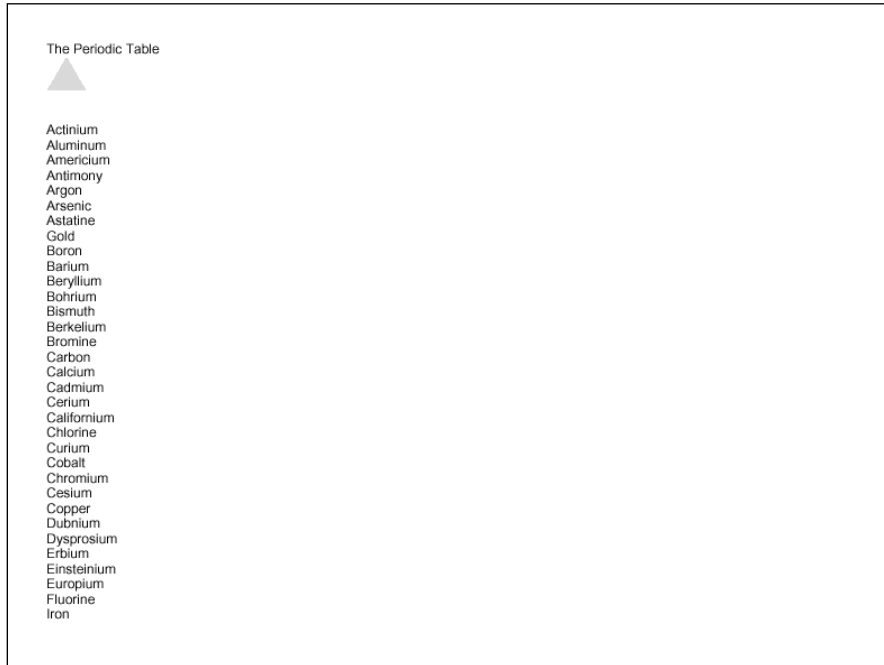 The Periodic Table
Actinium
Aluminum
Americium
Antimony
Argon
Arsenic
Astatine
Gold
Boron
Barium
Beryllium
Bohrium
Bismuth
Berkelium
Bromine
Carbon
Calcium
Cadmium
Cerium
Californium
Chlorine
Curium
Cobalt
Chromium
Cesium
Copper
Dubnium
Dysprosium
Erbium
Einsteinium
Europium
Fluorine
Iron